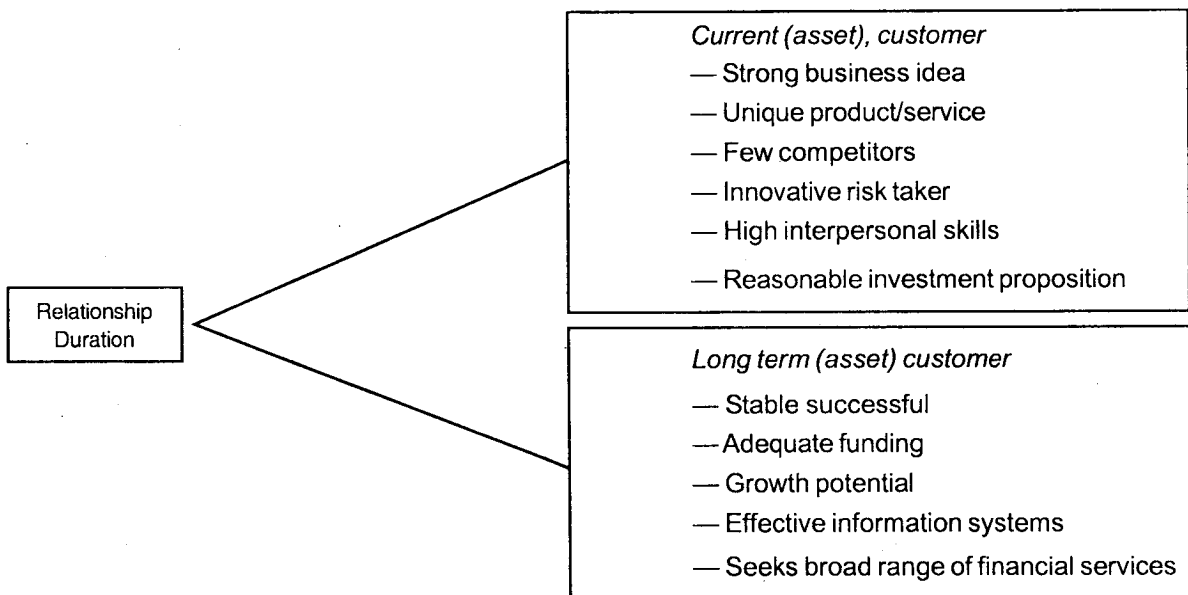 Relationship
Duration
Current (asset), customer
— Strong business idea
— Unique product/service
— Few competitors
— Innovative risk taker
— High interpersonal skills
— Reasonable investment proposition
Long term (asset) customer
— Stable successful
— Adequate funding
— Growth potential
— Effective information systems
— Seeks broad range of financial services